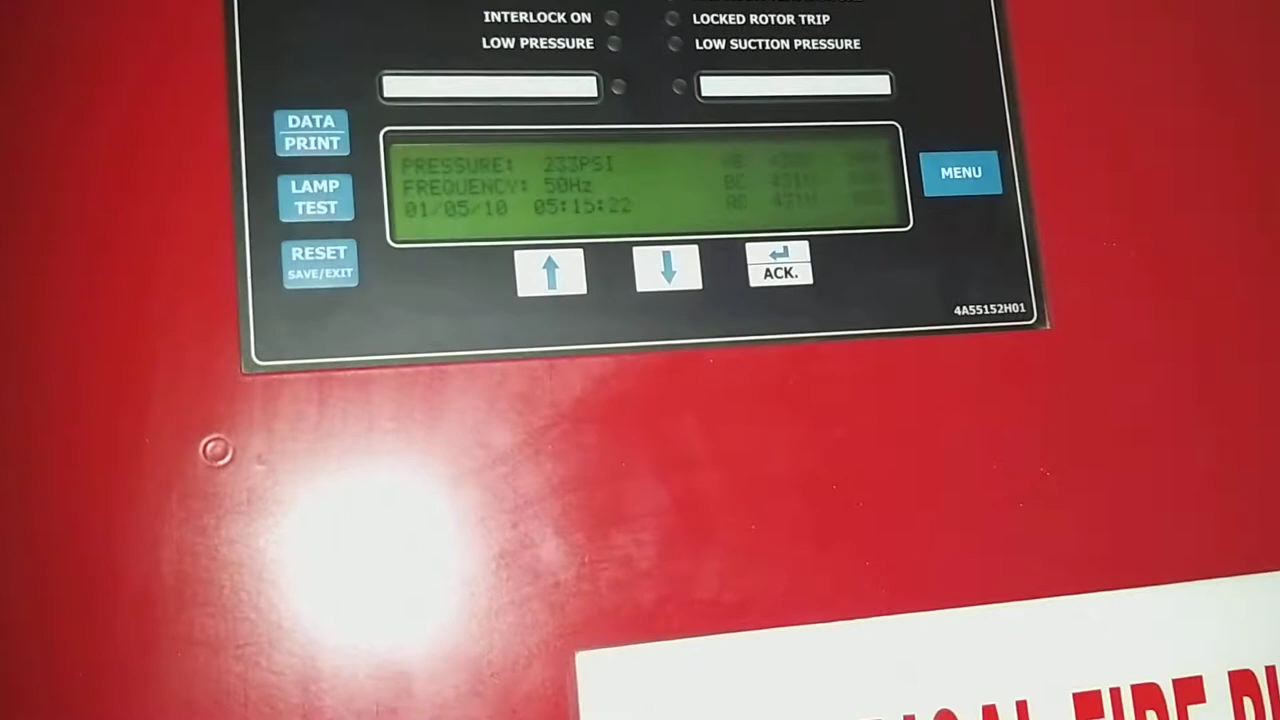 INTERLOCK ON
LOCKED ROTOR TRIP
LOW PRESSURE
LOW SUCTION PRESSURE
DATA
PRINT
LAMP
TEST
RESET
SAVE/EXIT
PRESSURE: 233PSI
FREQUENCY: 50Hz
01/05/10 05:15:22
MENU
ACK.
4A55152H01
FIRE